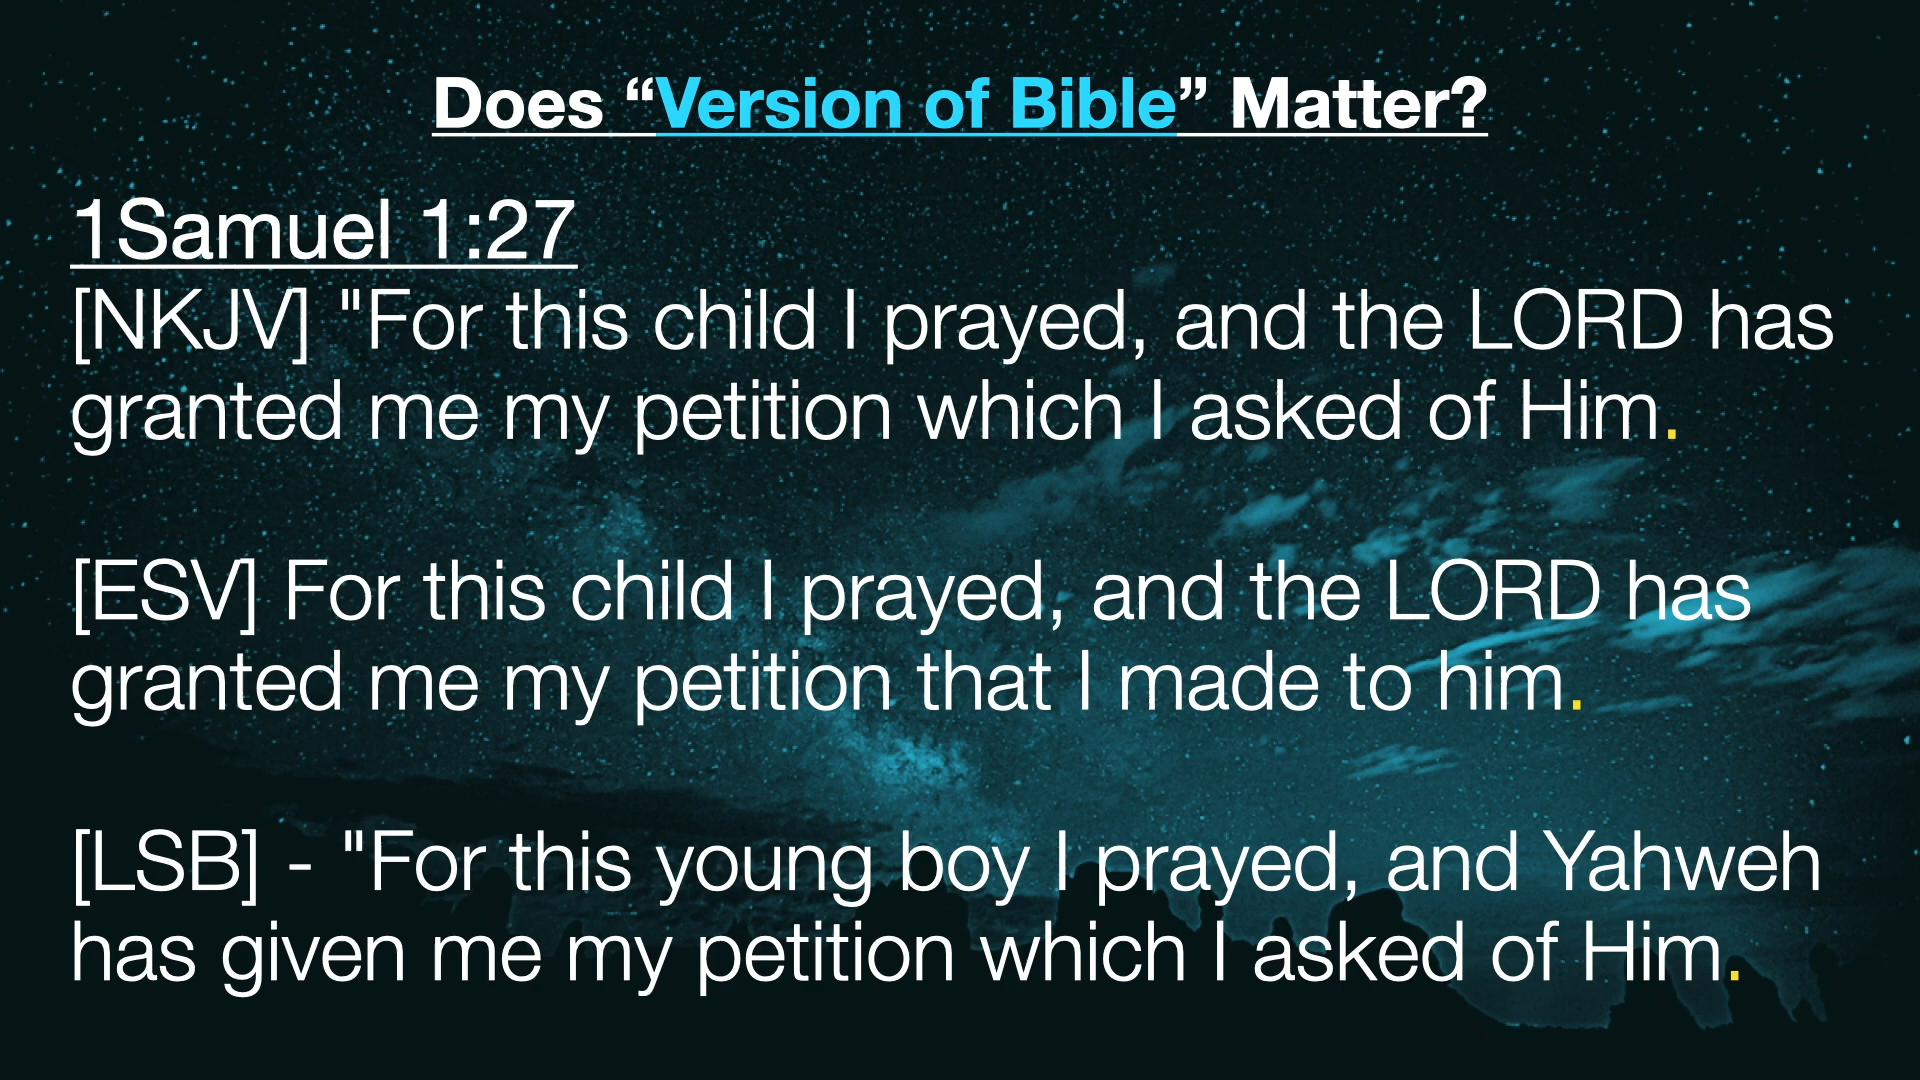 Does “Version of Bible” Matter?
1Samuel 1:27
[NKJV] "For this child I prayed, and the LORD has
granted me my petition which I asked of Him.
[ESV] For this child I prayed, and the LORD has
granted me my petition that I made to him.
[LSB] - "For this young boy I prayed, and Yahweh
has given me my petition which I asked of Him.